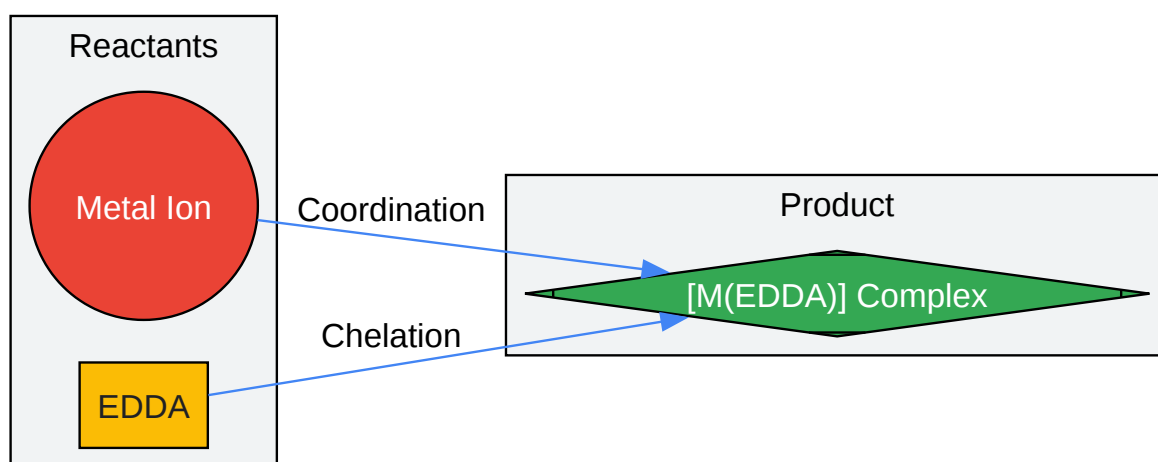 Reactants
Metal Ion
EDDA
Coordination
Chelation
Product
[M(EDDA)] Complex